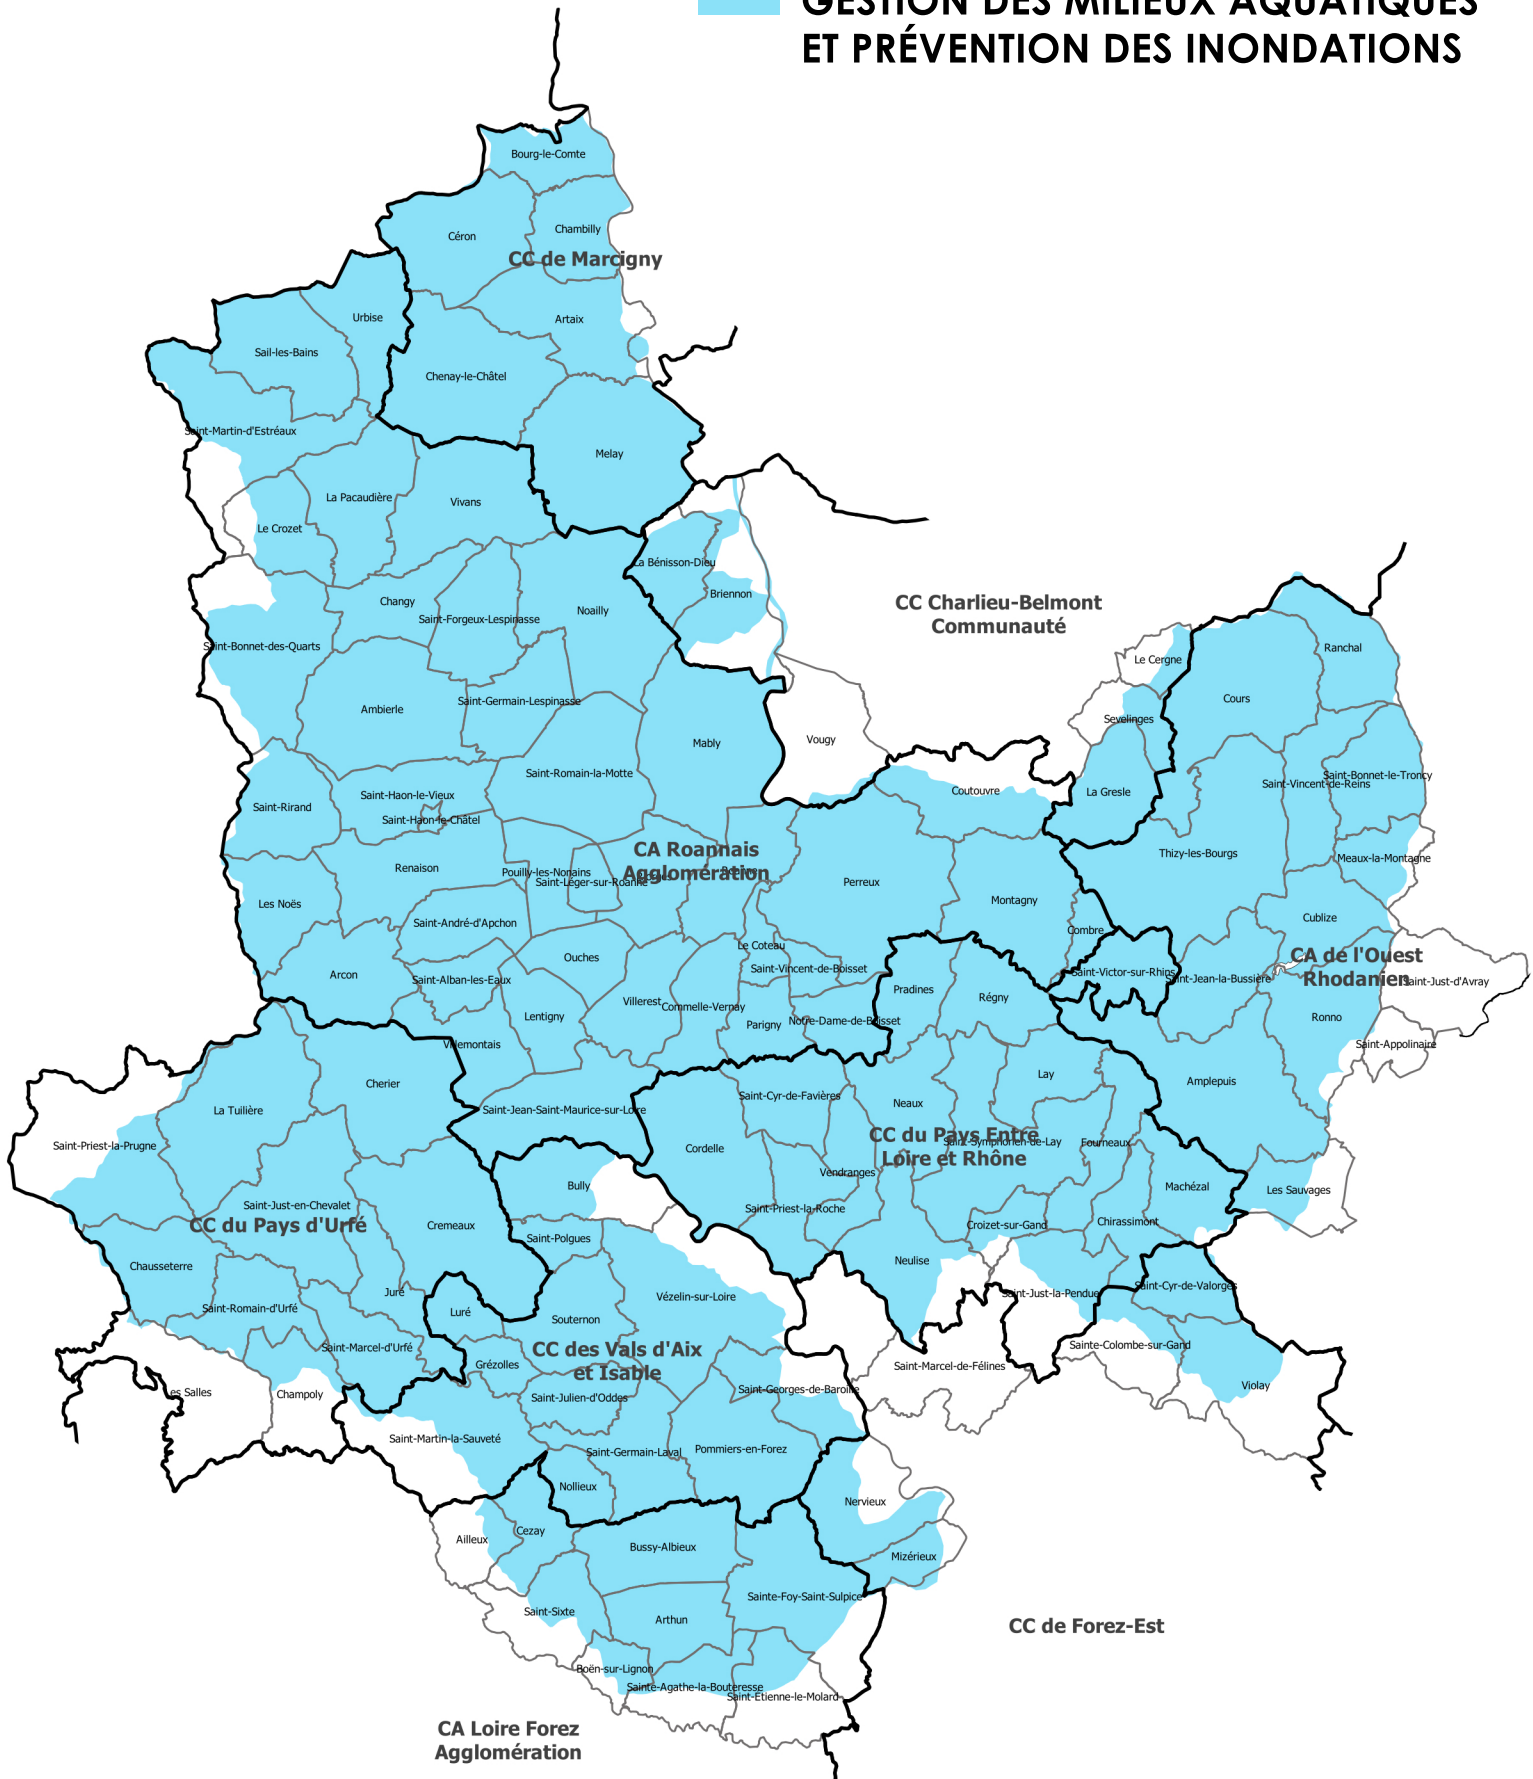 GESTION DES MILIEUX AQUATIQUES
ET PRÉVENTION DES INONDATIONS
Bourg-le-Comte
Chambilly
Céron
CC de Marcigny
Urbise
Artaix
Sail-les-Bains
Chenay-le-Châtel
Saint-Martin-d'Estréaux
Melay
La Pacaudière
Vivans
Le Crozet
La Bénisson-Dieu
Briennon
Changy
Saint-Forgeux-Lespinasse
Noailly
CC Charlieu-Belmont
Communauté
Saint-Bonnet-des-Quarts
Le Cergne
Ranchal
Ambierle
Saint-Germain-Lespinasse
Cours
Sevelinges
Mably
Vougy
Saint-Romain-la-Motte
Saint-Vincent-de-Reins
Saint-Bonnet-le-Troncy
Coutouvre
La Gresle
Saint-Haon-le-Vieux
Saint-Rirand
Saint-Haon-le-Châtel
CA Roannais
Agglomération
Thizy-les-Bourgs
Meaux-la-Montagne
Renaison
Pouilly-les-Nonains
Saint-Léger-sur-Roanne
Perreux
Les Noës
Montagny
Saint-André-d'Apchon
Cublize
Combre
Le Coteau
Ouches
CA de l'Ouest
Rhodanien
Arcon
Saint-Alban-les-Eaux
Saint-Vincent-de-Boisset
Saint-Victor-sur-Rhins
Saint-Jean-la-Bussière
Saint-Just-d'Avray
Pradines
Régny
Villerest
Commelle-Vernay
Lentigny
Parigny
Notre-Dame-de-Boisset
Ronno
Villemontais
Saint-Appolinaire
Cherier
Lay
Amplepuis
La Tuilière
Saint-Jean-Saint-Maurice-sur-Loire
Saint-Cyr-de-Favières
Neaux
Saint-Priest-la-Prugne
Cordelle
CC du Pays Entre
Loire et Rhône
Saint-Symphorien-de-Lay
Fourneaux
Vendranges
Bully
Machézal
Les Sauvages
Saint-Just-en-Chevalet
CC du Pays d'Urfé
Cremeaux
Saint-Priest-la-Roche
Croizet-sur-Gand
Chirassimont
Saint-Polgues
Chausseterre
Neulise
Juré
Vézelin-sur-Loire
Saint-Just-la-Pendue
Saint-Cyr-de-Valorges
Saint-Romain-d'Urfé
Luré
Souternon
Saint-Marcel-d'Urfé
CC des Vals d'Aix
et Isable
Sainte-Colombe-sur-Gand
Grézolles
Saint-Marcel-de-Félines
Les Salles
Champoly
Saint-Julien-d'Oddes
Saint-Georges-de-Baroille
Violay
Saint-Martin-la-Sauveté
Saint-Germain-Laval
Pommiers-en-Forez
Nollieux
Nervieux
Ailleux
Cezay
Bussy-Albieux
Mizérieux
Sainte-Foy-Saint-Sulpice
Saint-Sixte
Arthun
CC de Forez-Est
Boën-sur-Lignon
Sainte-Agathe-la-Bouteresse
Saint-Etienne-le-Molard
CA Loire Forez
Agglomération